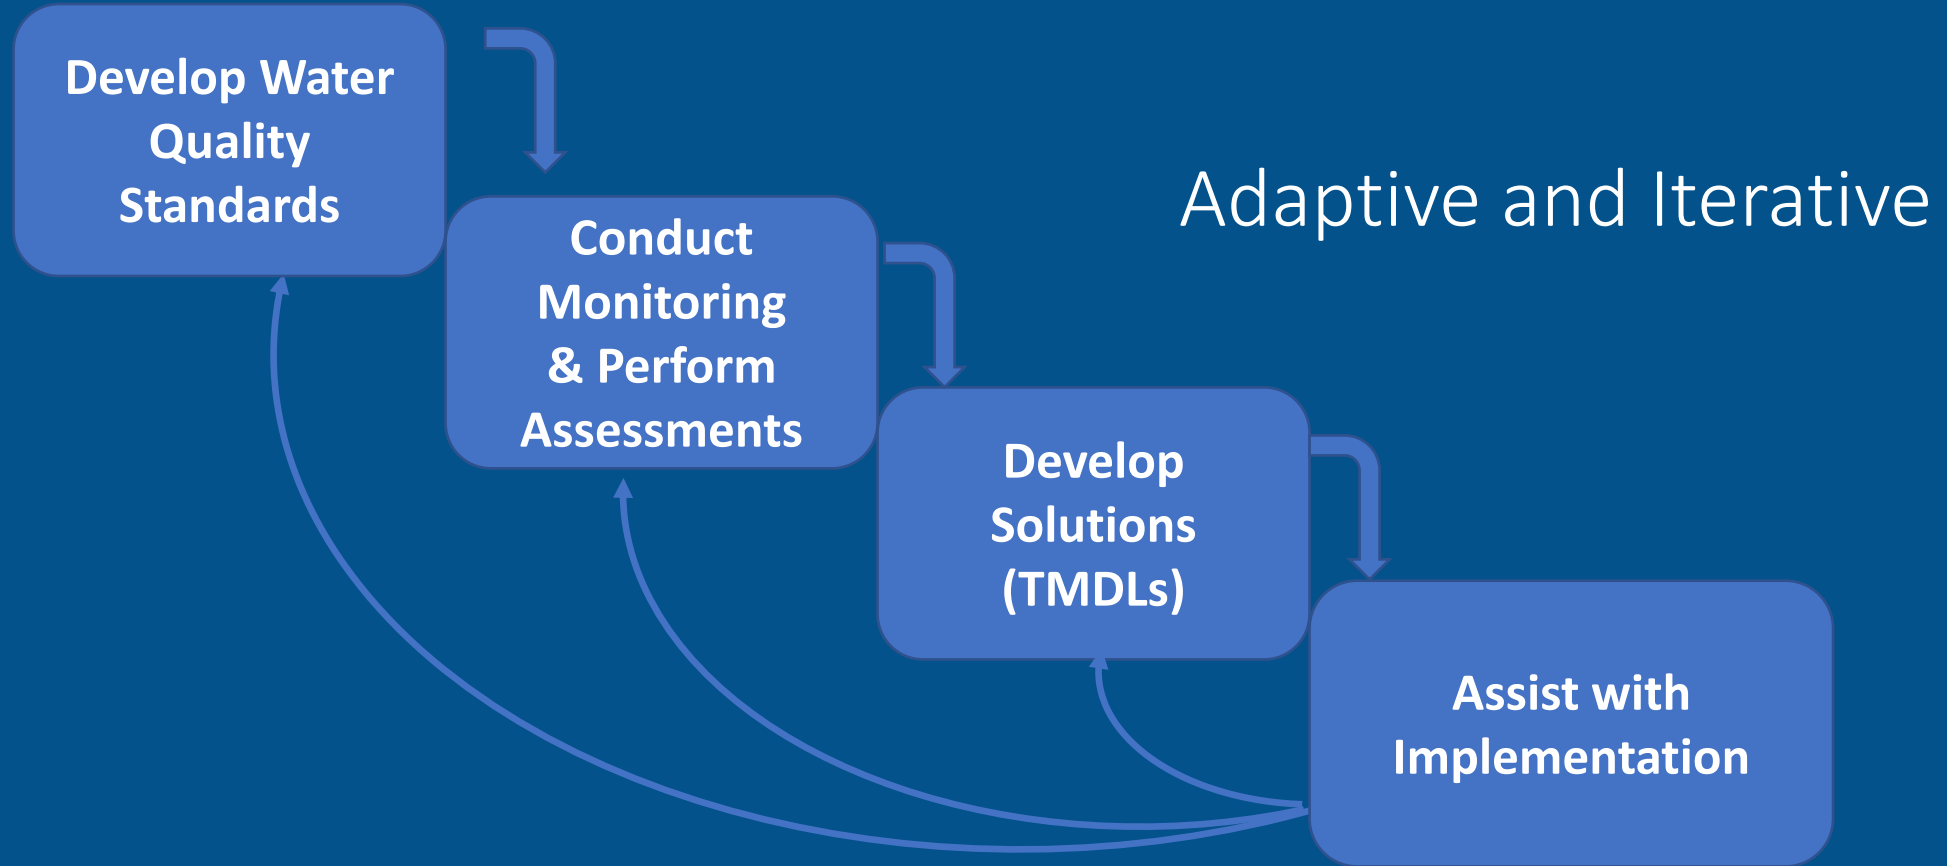 Develop Water
Quality
Standards
Adaptive and Iterative
Conduct
Monitoring
& Perform
Assessments
Develop
Solutions
(TMDLs)
Assist with
Implementation